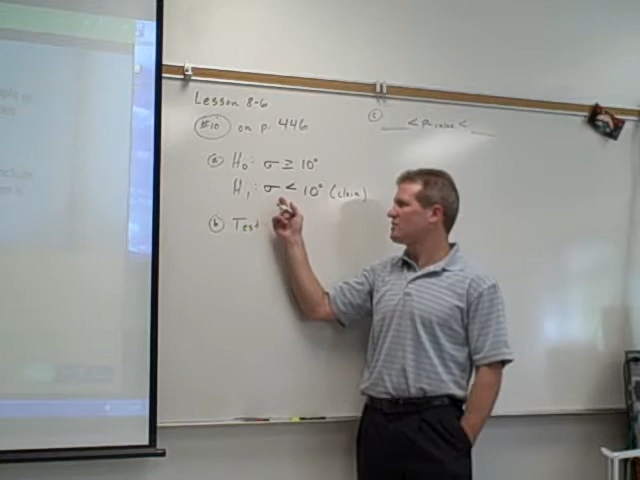 Lesson 8-6
#10 on p. 446
a H₀: σ ≥ 10°
H₁: σ < 10° (claim)
b Test
c ___ < P-value < ___